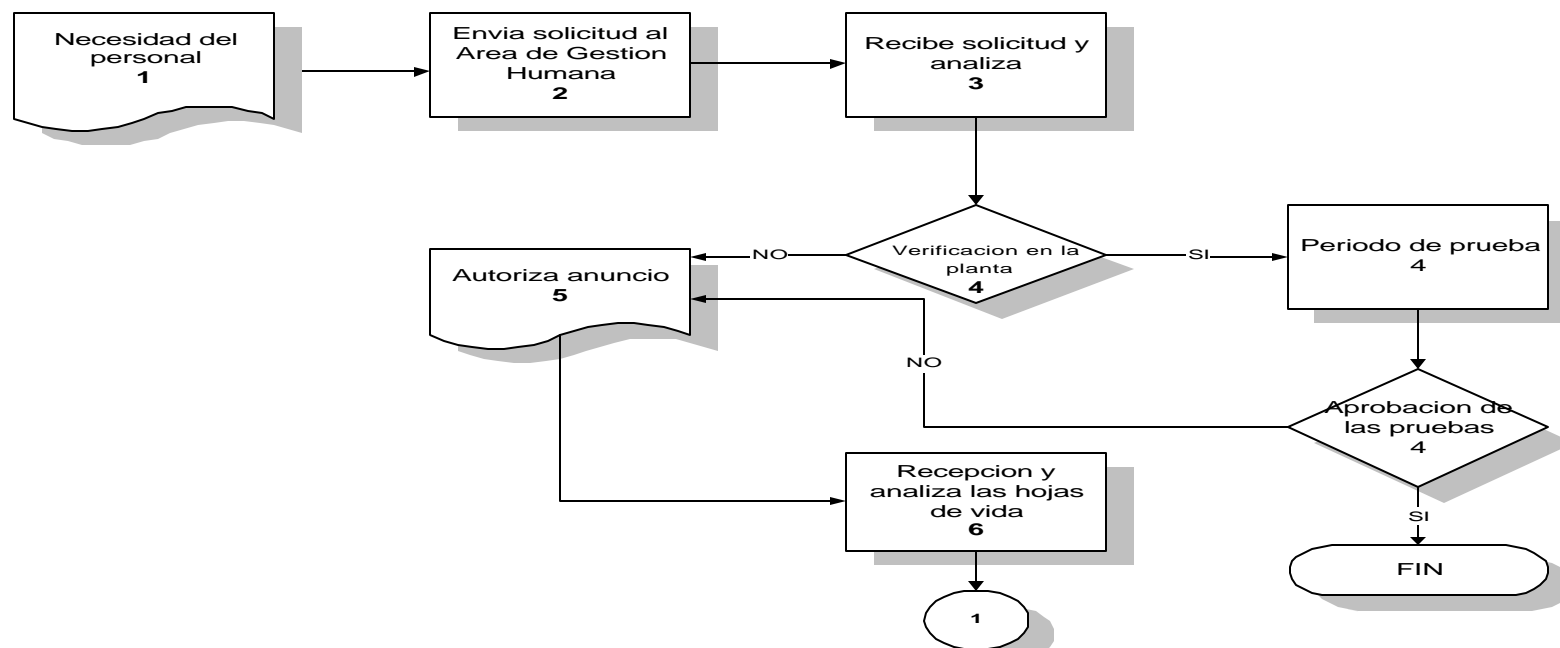 Necesidad del
personal
1
Envia solicitud al
Area de Gestion
Humana
2
Recibe solicitud y
analiza
3
Verificacion en la
planta
4
NO
SI
Periodo de prueba
4
Autoriza anuncio
5
NO
Aprobacion de
las pruebas
4
SI
FIN
Recepcion y
analiza las hojas
de vida
6
1